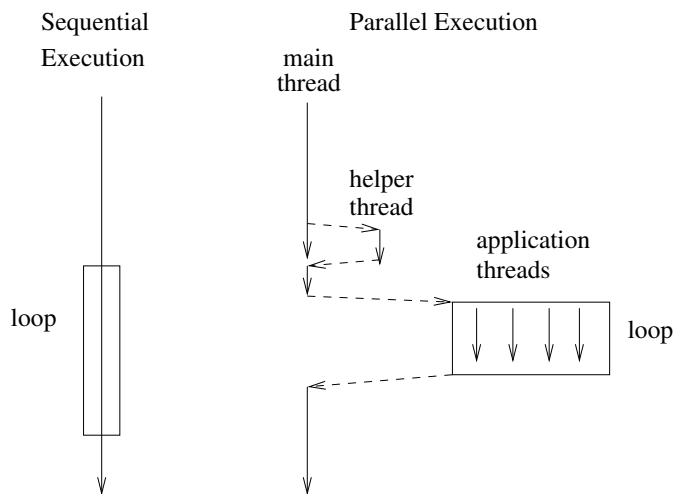 Sequential
Execution
Parallel Execution
main
thread
helper
thread
application
threads
loop
loop